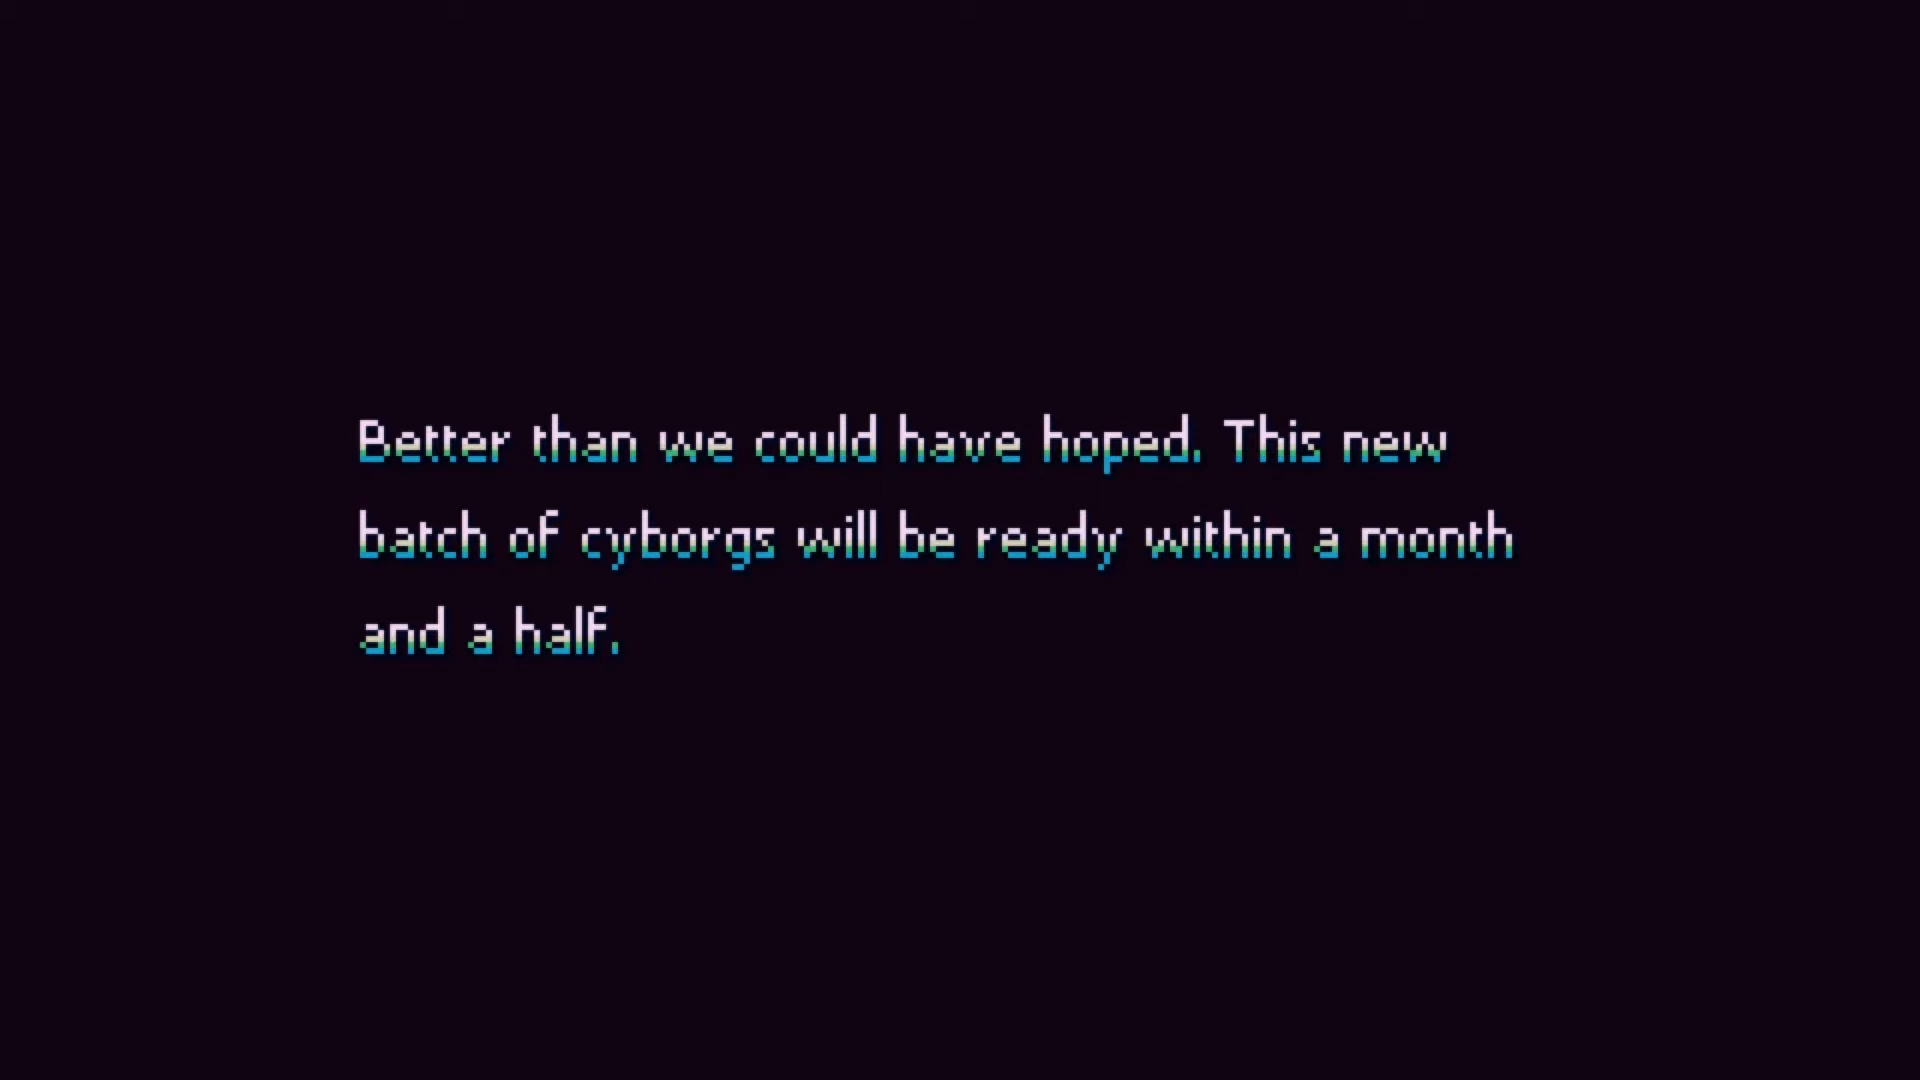 Better than we could have hoped. This new
batch of cyborgs will be ready within a month
and a half.